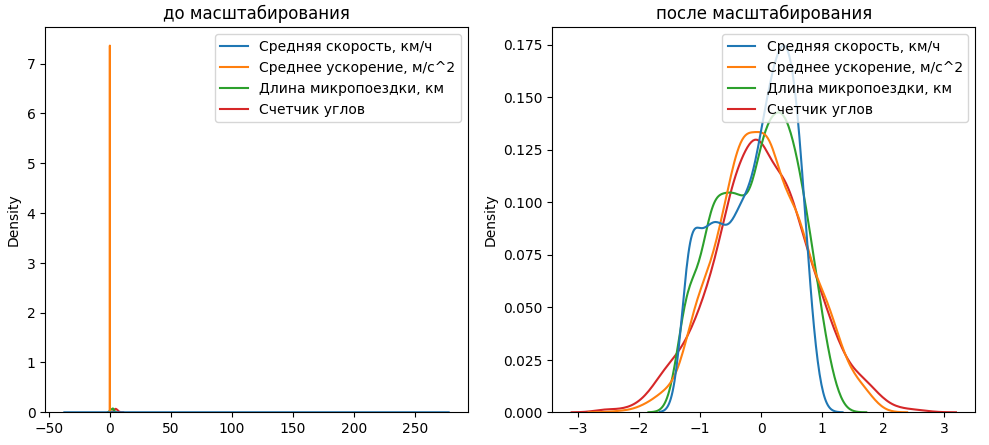 до масштабирования
Density
7
6
5
4
3
2
1
0
−50
0
50
100
150
200
250
Средняя скорость, км/ч
Среднее ускорение, м/с^2
Длина микропоездки, км
Счетчик углов
после масштабирования
Density
0.175
0.150
0.125
0.100
0.075
0.050
0.025
0.000
−3
−2
−1
0
1
2
3
Средняя скорость, км/ч
Среднее ускорение, м/с^2
Длина микропоездки, км
Счетчик углов